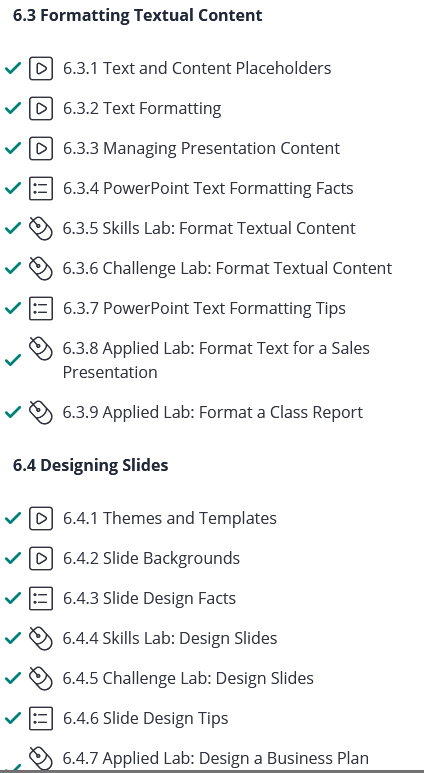 6.3 Formatting Textual Content
6.3.1 Text and Content Placeholders
6.3.2 Text Formatting
6.3.3 Managing Presentation Content
6.3.4 PowerPoint Text Formatting Facts
6.3.5 Skills Lab: Format Textual Content
6.3.6 Challenge Lab: Format Textual Content
6.3.7 PowerPoint Text Formatting Tips
6.3.8 Applied Lab: Format Text for a Sales
Presentation
6.3.9 Applied Lab: Format a Class Report
6.4 Designing Slides
6.4.1 Themes and Templates
6.4.2 Slide Backgrounds
6.4.3 Slide Design Facts
6.4.4 Skills Lab: Design Slides
6.4.5 Challenge Lab: Design Slides
6.4.6 Slide Design Tips
6.4.7 Applied Lab: Design a Business Plan